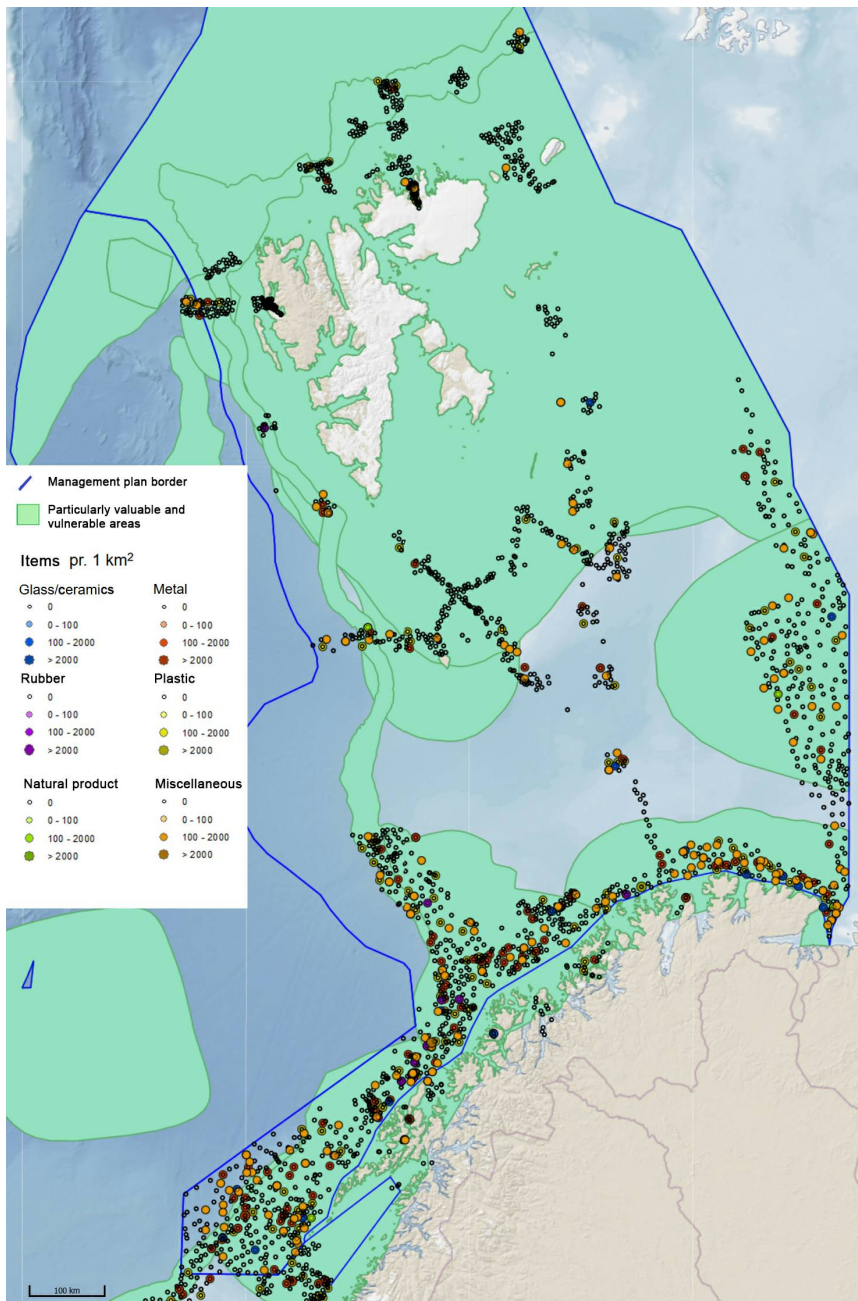 Management plan border
Particularly valuable and
vulnerable areas
Items pr. 1 km²
Glass/ceramics Metal
0 0
0 - 100 0 - 100
100 - 2000 100 - 2000
> 2000 > 2000
Rubber Plastic
0 0
0 - 100 0 - 100
100 - 2000 100 - 2000
> 2000 > 2000
Natural product Miscellaneous
0 0
0 - 100 0 - 100
100 - 2000 100 - 2000
> 2000 > 2000
100 km